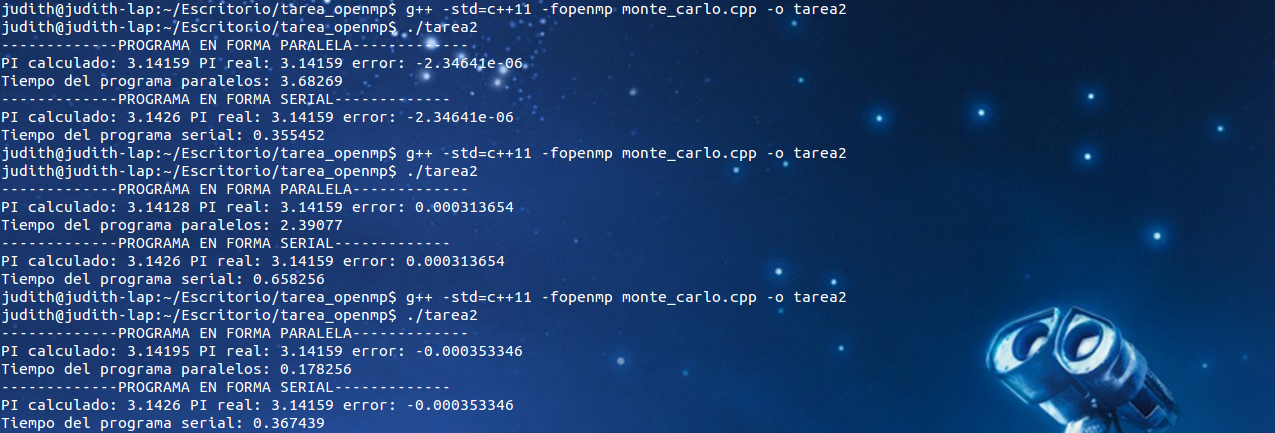 judith@judith-lap:~/Escritorio/tarea_openmp$ g++ -std=c++11 -fopenmp monte_carlo.cpp -o tarea2
judith@judith-lap:~/Escritorio/tarea_openmp$ ./tarea2
-------------PROGRAMA EN FORMA PARALELA-------------
PI calculado: 3.14159 PI real: 3.14159 error: -2.34641e-06
Tiempo del programa paralelos: 3.68269
-------------PROGRAMA EN FORMA SERIAL-------------
PI calculado: 3.1426 PI real: 3.14159 error: -2.34641e-06
Tiempo del programa serial: 0.355452
judith@judith-lap:~/Escritorio/tarea_openmp$ g++ -std=c++11 -fopenmp monte_carlo.cpp -o tarea2
judith@judith-lap:~/Escritorio/tarea_openmp$ ./tarea2
-------------PROGRAMA EN FORMA PARALELA-------------
PI calculado: 3.14128 PI real: 3.14159 error: 0.000313654
Tiempo del programa paralelos: 2.39077
-------------PROGRAMA EN FORMA SERIAL-------------
PI calculado: 3.1426 PI real: 3.14159 error: 0.000313654
Tiempo del programa serial: 0.658256
judith@judith-lap:~/Escritorio/tarea_openmp$ g++ -std=c++11 -fopenmp monte_carlo.cpp -o tarea2
judith@judith-lap:~/Escritorio/tarea_openmp$ ./tarea2
-------------PROGRAMA EN FORMA PARALELA-------------
PI calculado: 3.14195 PI real: 3.14159 error: -0.000353346
Tiempo del programa paralelos: 0.178256
-------------PROGRAMA EN FORMA SERIAL-------------
PI calculado: 3.1426 PI real: 3.14159 error: -0.000353346
Tiempo del programa serial: 0.367439